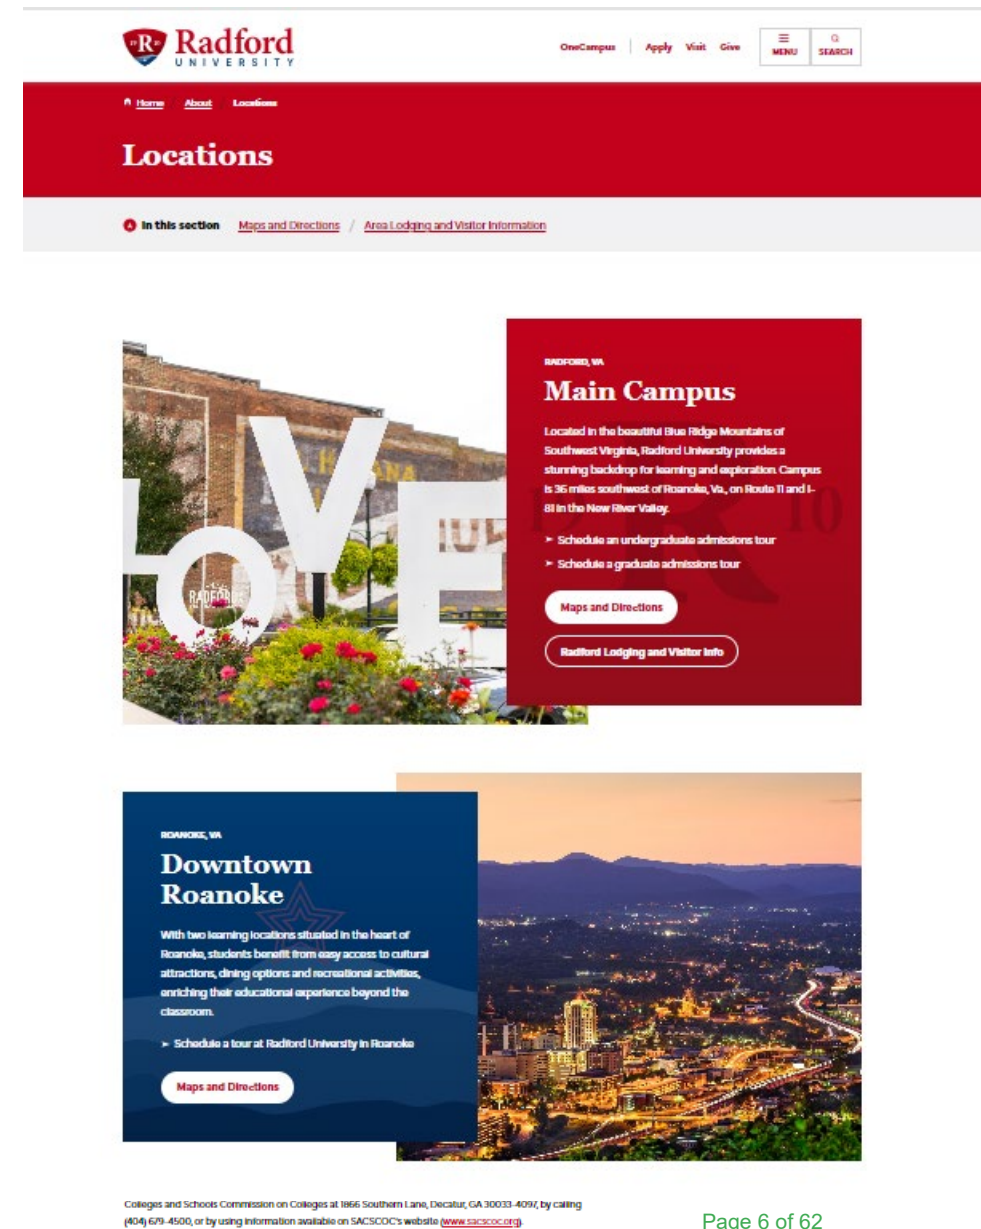 R
Radford
UNIVERSITY
OneCampus
Apply Visit Give
MENU
SEARCH
Home About Locations
Locations
In this section Maps and Directions / Area Lodging and Visitor Information
LOVE
RADFORD
RADFORD, VA
Main Campus
Located in the beautiful Blue Ridge Mountains of
Southwest Virginia, Radford University provides a
stunning backdrop for learning and exploration. Campus
is 36 miles southwest of Roanoke, Va., on Route 11 and I-
81 in the New River Valley.
19 R 10
➢ Schedule an undergraduate admissions tour
➢ Schedule a graduate admissions tour
Maps and Directions
Radford Lodging and Visitor Info
ROANOKE, VA
Downtown
Roanoke
With two learning locations situated in the heart of
Roanoke, students benefit from easy access to cultural
attractions, dining options and recreational activities,
enriching their educational experience beyond the
classroom.
➢ Schedule a tour at Radford University in Roanoke
Maps and Directions
Colleges and Schools Commission on Colleges at 1866 Southern Lane, Decatur, GA 30033-4097, by calling
(404) 679-4500, or by using information available on SACSCOC's website (www.sacscoc.org).
Page 6 of 62